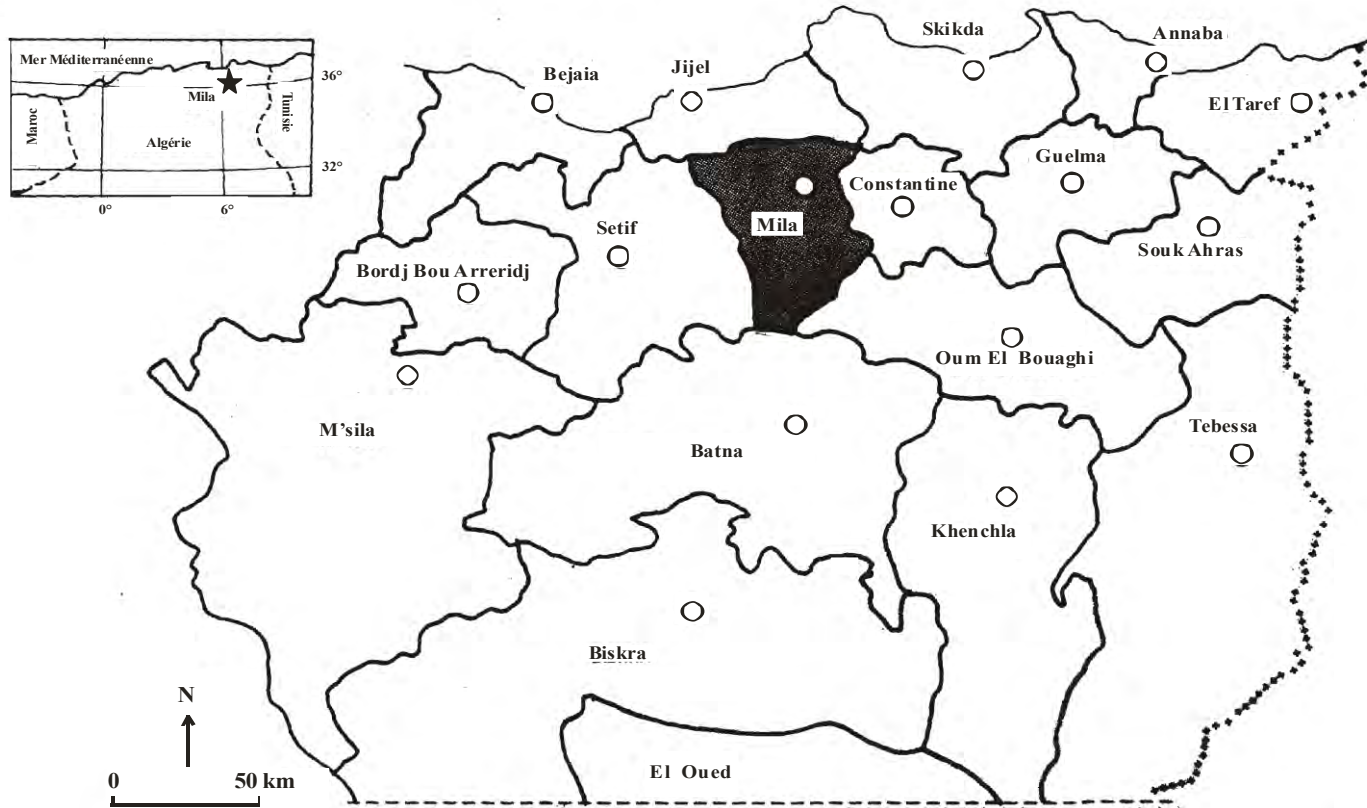 Mer Méditerranéenne
36°
Mila
Maroc
Tunisie
Algérie
32°
0°
6°
Skikda
Annaba
Bejaia
Jijel
El Taref
Guelma
Constantine
Mila
Setif
Souk Ahras
Bordj Bou Arreridj
Oum El Bouaghi
M'sila
Batna
Tebessa
Khenchla
Biskra
N
El Oued
0
50 km